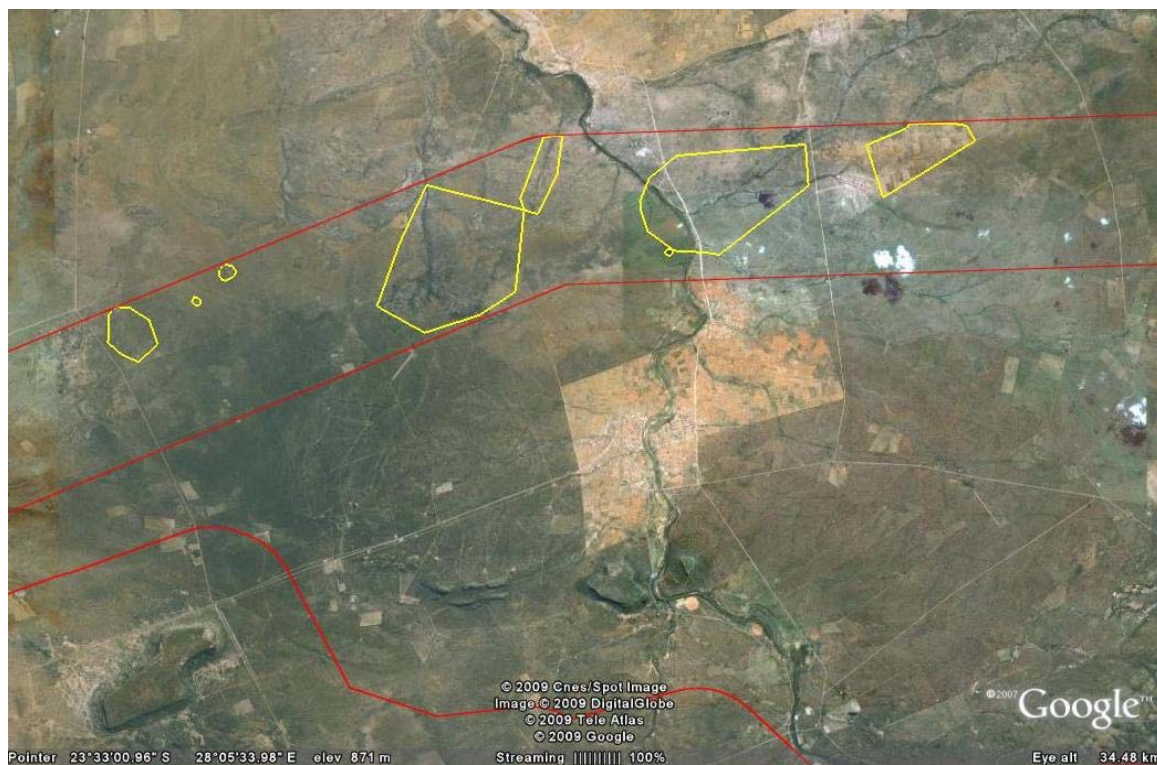 © 2009 Cnes/Spot Image
Image © 2009 DigitalGlobe
© 2009 Tele Atlas
© 2009 Google
©2007 Google™
Pointer 23°33'00.96" S 28°05'33.98" E elev 871 m Streaming ||||||||| 100% Eye alt 34.48 km